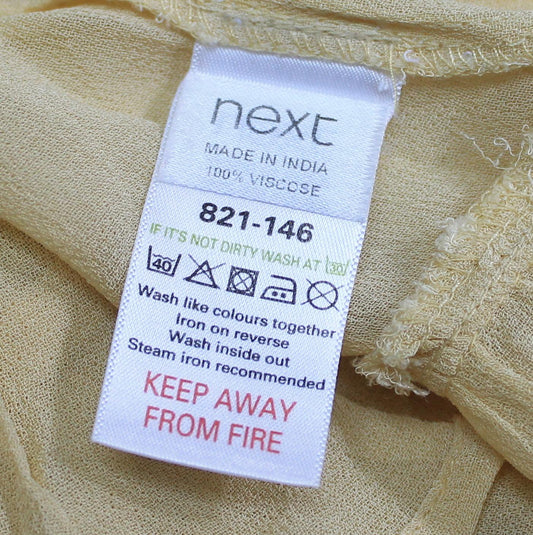 next
MADE IN INDIA
100% VISCOSE
821-146
IF IT'S NOT DIRTY WASH AT 30
40
Wash like colours together
Iron on reverse
Wash inside out
Steam iron recommended
KEEP AWAY
FROM FIRE